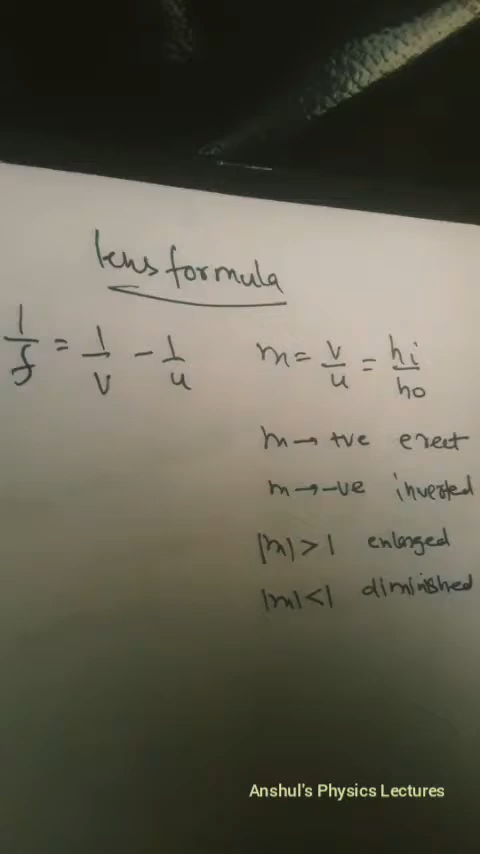 lens formula
1/f = 1/v - 1/u
m = v/u = hi/ho
m → +ve erect
m → -ve inverted
|m| > 1 enlarged
|m| < 1 diminished
Anshul's Physics Lectures